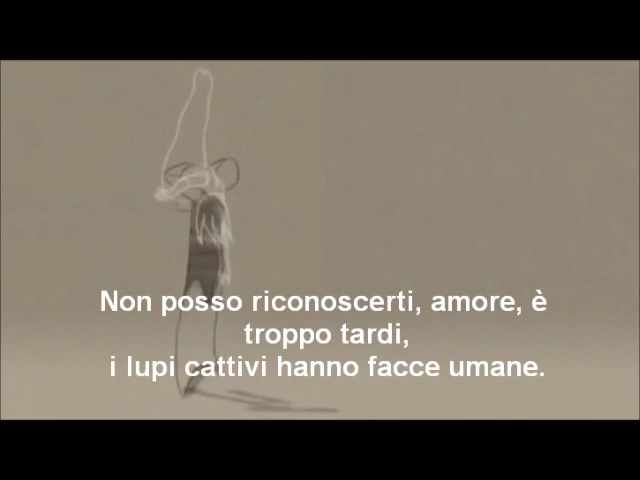 Non posso riconoscerti, amore, è
troppo tardi,
i lupi cattivi hanno facce umane.